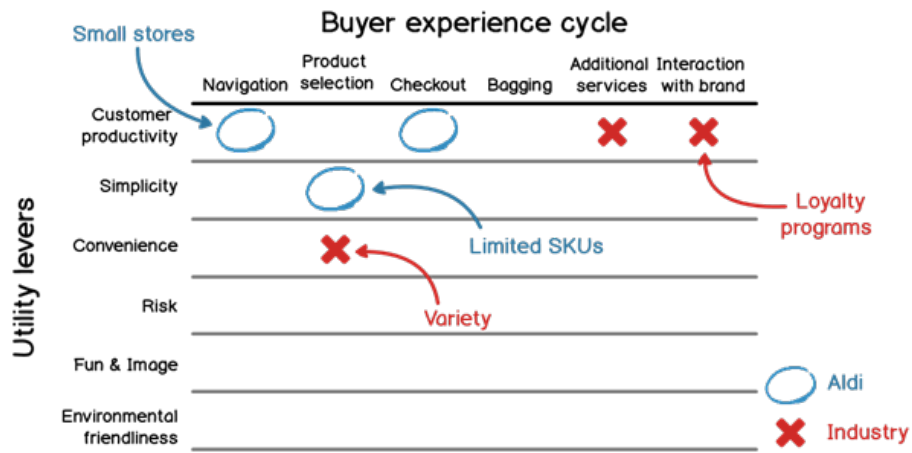 Buyer experience cycle
Small stores
Navigation
Product
selection
Checkout
Bagging
Additional
services
Interaction
with brand
Utility levers
Customer
productivity
Simplicity
Loyalty
programs
Convenience
Limited SKUs
Risk
Variety
Fun & Image
Aldi
Environmental
friendliness
Industry